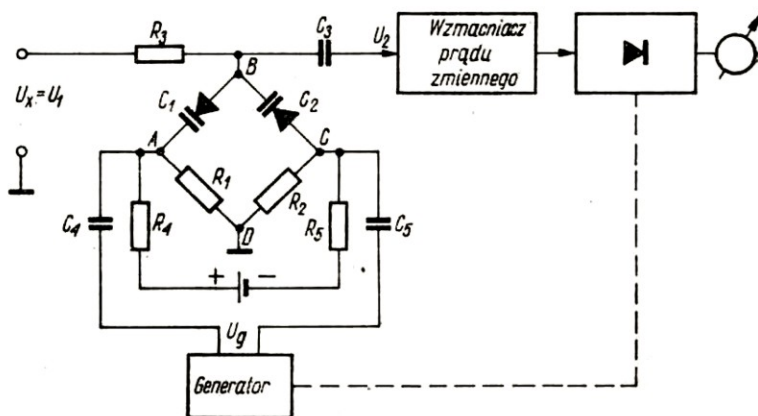 R3
C3
U2
Wzmacniacz
prądu
zmiennego
B
Ux=U1
C1
C2
A
C
R1
R2
C4
R4
D
R5
C5
+
−
Ug
Generator